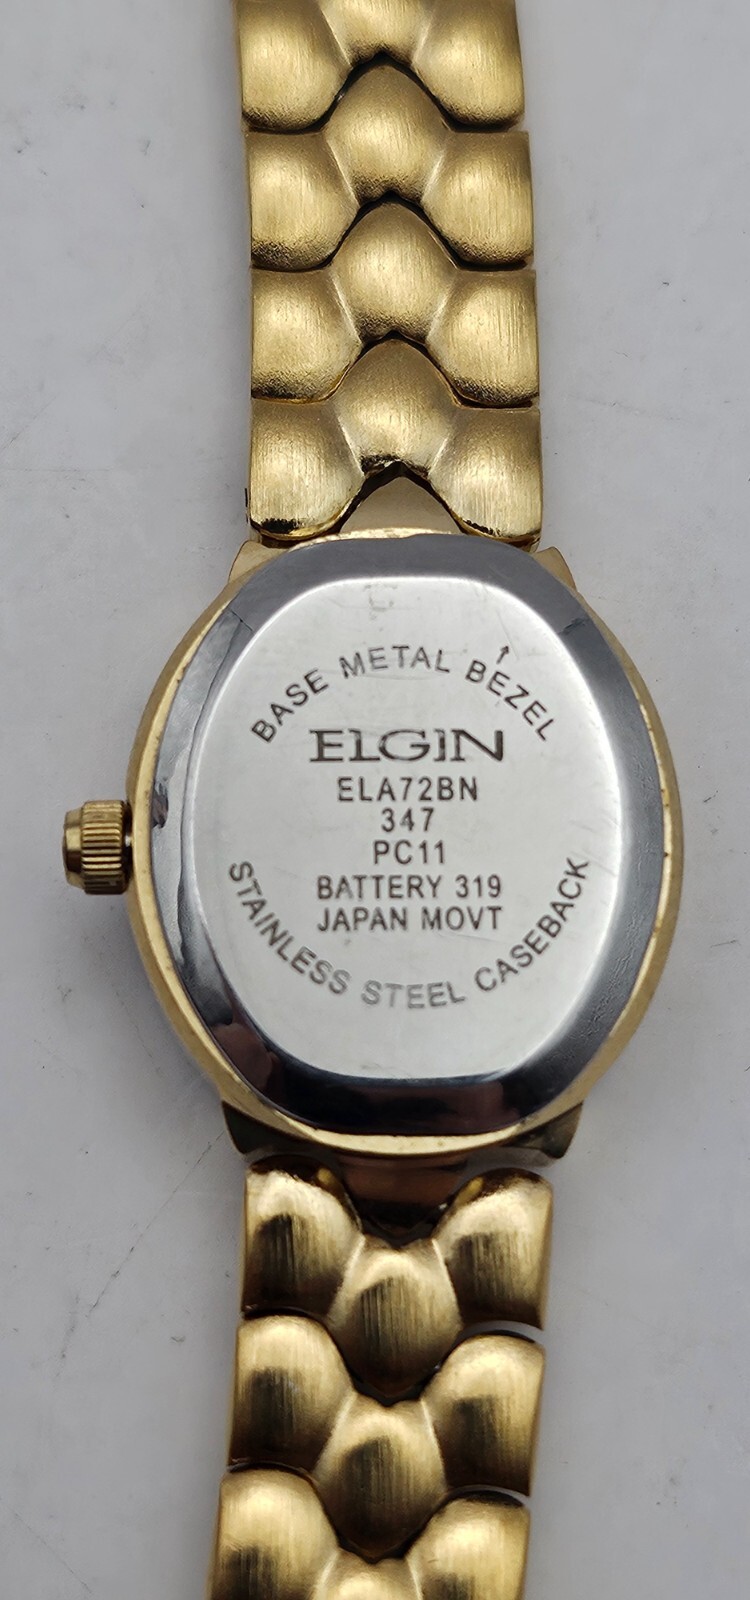 BASE METAL BEZEL
ELGIN
ELA72BN
347
PC11
BATTERY 319
JAPAN MOVT
STAINLESS STEEL CASEBACK